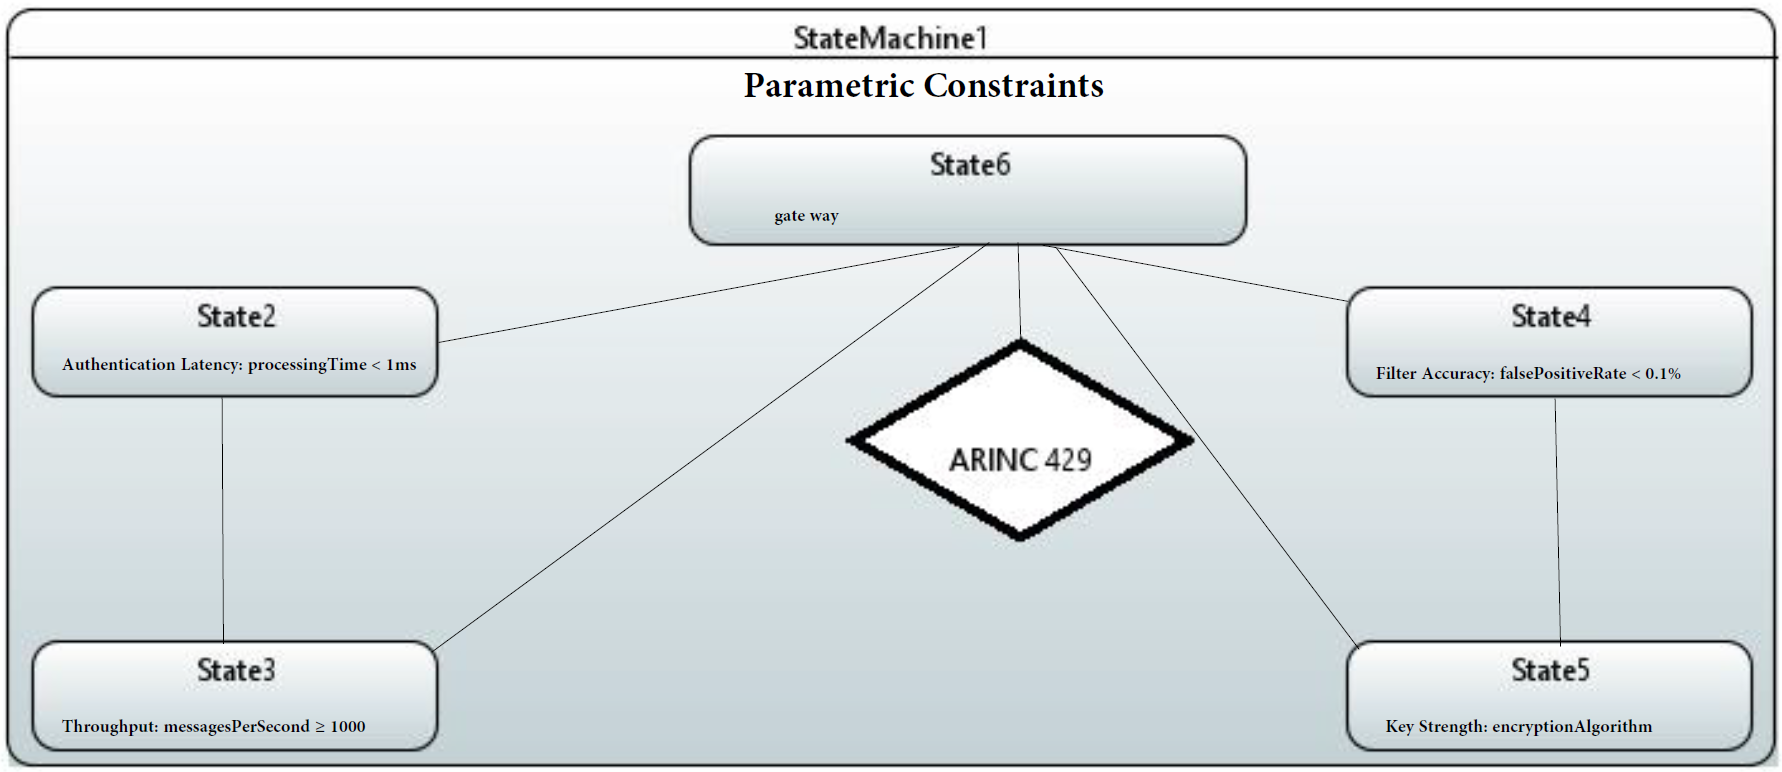 StateMachine1
Parametric Constraints
State6
gate way
State2
Authentication Latency: processingTime < 1ms
State4
Filter Accuracy: falsePositiveRate < 0.1%
ARINC 429
State3
Throughput: messagesPerSecond ≥ 1000
State5
Key Strength: encryptionAlgorithm